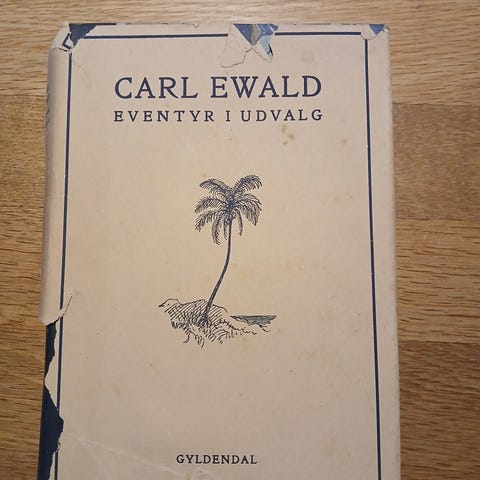 CARL EWALD
EVENTYR I UDVALG
GYLDENDAL